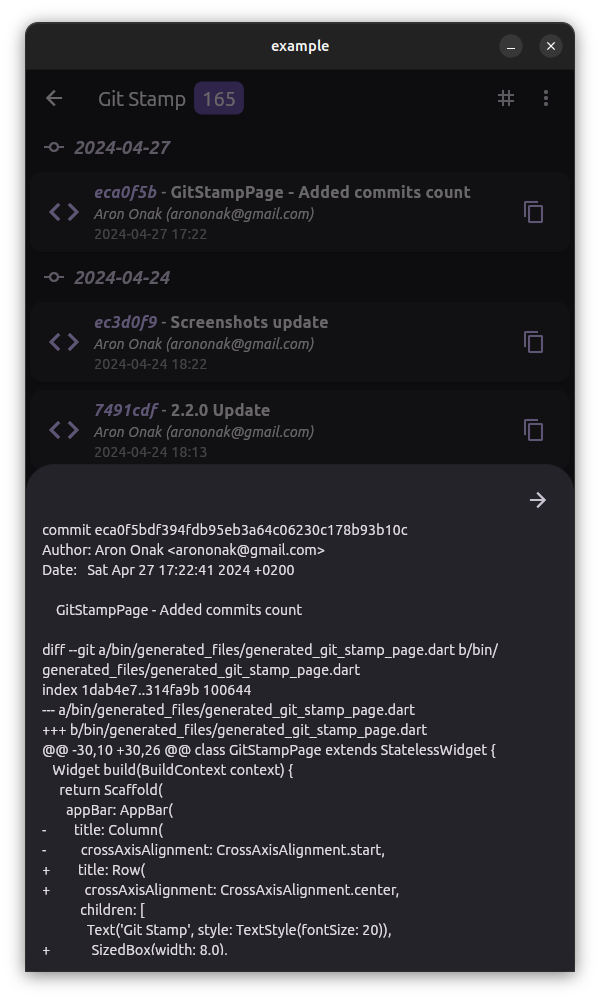 example
Git Stamp 165
2024-04-27
eca0f5b - GitStampPage - Added commits count
Aron Onak (arononak@gmail.com)
2024-04-27 17:22
2024-04-24
ec3d0f9 - Screenshots update
Aron Onak (arononak@gmail.com)
2024-04-24 18:22
7491cdf - 2.2.0 Update
Aron Onak (arononak@gmail.com)
2024-04-24 18:13
commit eca0f5bdf394fdb95eb3a64c06230c178b93b10c
Author: Aron Onak <arononak@gmail.com>
Date:   Sat Apr 27 17:22:41 2024 +0200
    GitStampPage - Added commits count
diff --git a/bin/generated_files/generated_git_stamp_page.dart b/bin/
generated_files/generated_git_stamp_page.dart
index 1dab4e7..314fa9b 100644
--- a/bin/generated_files/generated_git_stamp_page.dart
+++ b/bin/generated_files/generated_git_stamp_page.dart
@@ -30,10 +30,26 @@ class GitStampPage extends StatelessWidget {
   Widget build(BuildContext context) {
     return Scaffold(
       appBar: AppBar(
-        title: Column(
-          crossAxisAlignment: CrossAxisAlignment.start,
+        title: Row(
+          crossAxisAlignment: CrossAxisAlignment.center,
           children: [
             Text('Git Stamp', style: TextStyle(fontSize: 20)),
+            SizedBox(width: 8.0),